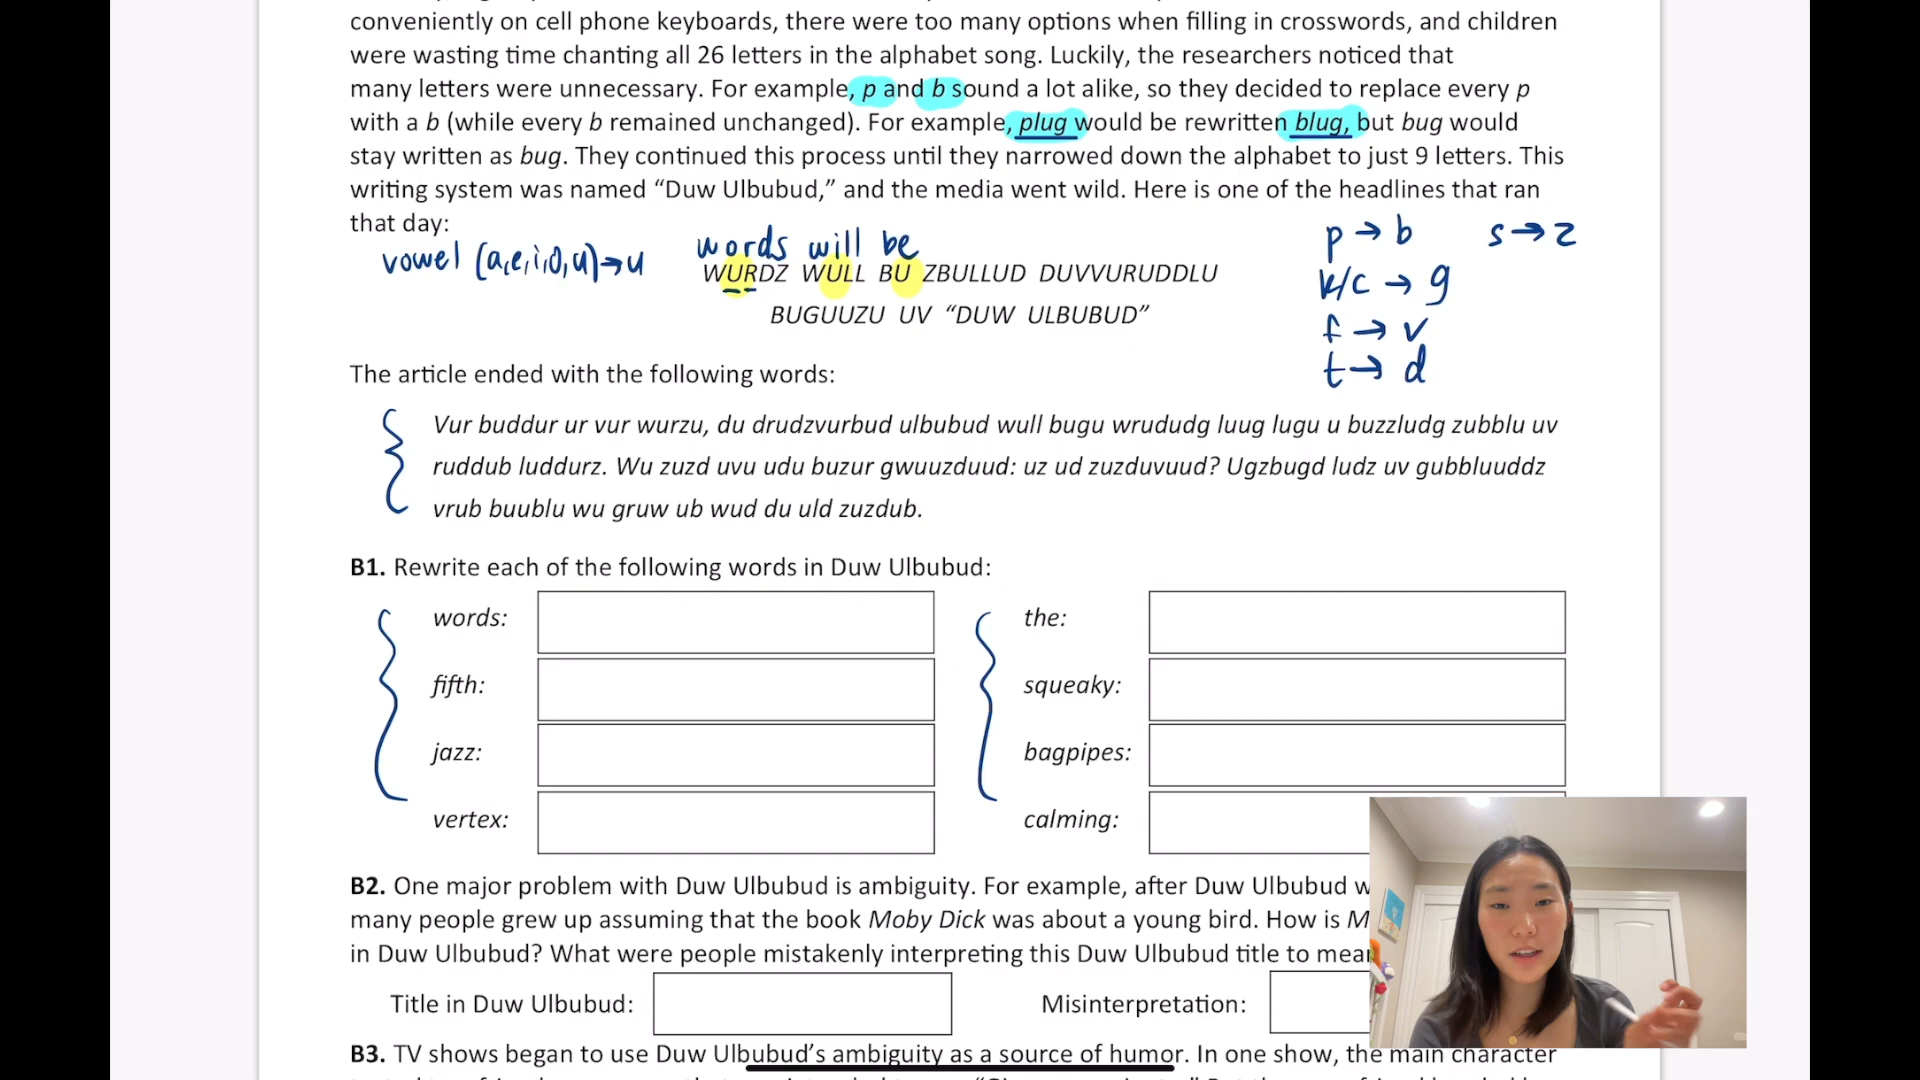 conveniently on cell phone keyboards, there were too many options when filling in crosswords, and children
were wasting time chanting all 26 letters in the alphabet song. Luckily, the researchers noticed that
many letters were unnecessary. For example, p and b sound a lot alike, so they decided to replace every p
with a b (while every b remained unchanged). For example, plug would be rewritten blug, but bug would
stay written as bug. They continued this process until they narrowed down the alphabet to just 9 letters. This
writing system was named “Duw Ulbubud,” and the media went wild. Here is one of the headlines that ran
that day:
vowel (a,e,i,o,u)→u
words will be
WURDZ WULL BU ZBULLUD DUVVURUDDLU
BUGUUZU UV “DUW ULBUBUD”
p → b
s → z
k/c → g
f → v
t → d
The article ended with the following words:
Vur buddur ur vur wurzu, du drudzvurbud ulbubud wull bugu wrududg luug lugu u buzzludg zubblu uv
ruddub luddurz. Wu zuzd uvu udu buzur gwuuzduud: uz ud zuzduvuud? Ugzbugd ludz uv gubbluuddz
vrub buublu wu gruw ub wud du uld zuzdub.
B1. Rewrite each of the following words in Duw Ulbubud:
words:
the:
fifth:
squeaky:
jazz:
bagpipes:
vertex:
calming:
B2. One major problem with Duw Ulbubud is ambiguity. For example, after Duw Ulbubud w
many people grew up assuming that the book Moby Dick was about a young bird. How is M
in Duw Ulbubud? What were people mistakenly interpreting this Duw Ulbubud title to mea
Title in Duw Ulbubud:
Misinterpretation:
B3. TV shows began to use Duw Ulbubud’s ambiguity as a source of humor. In one show, the main character